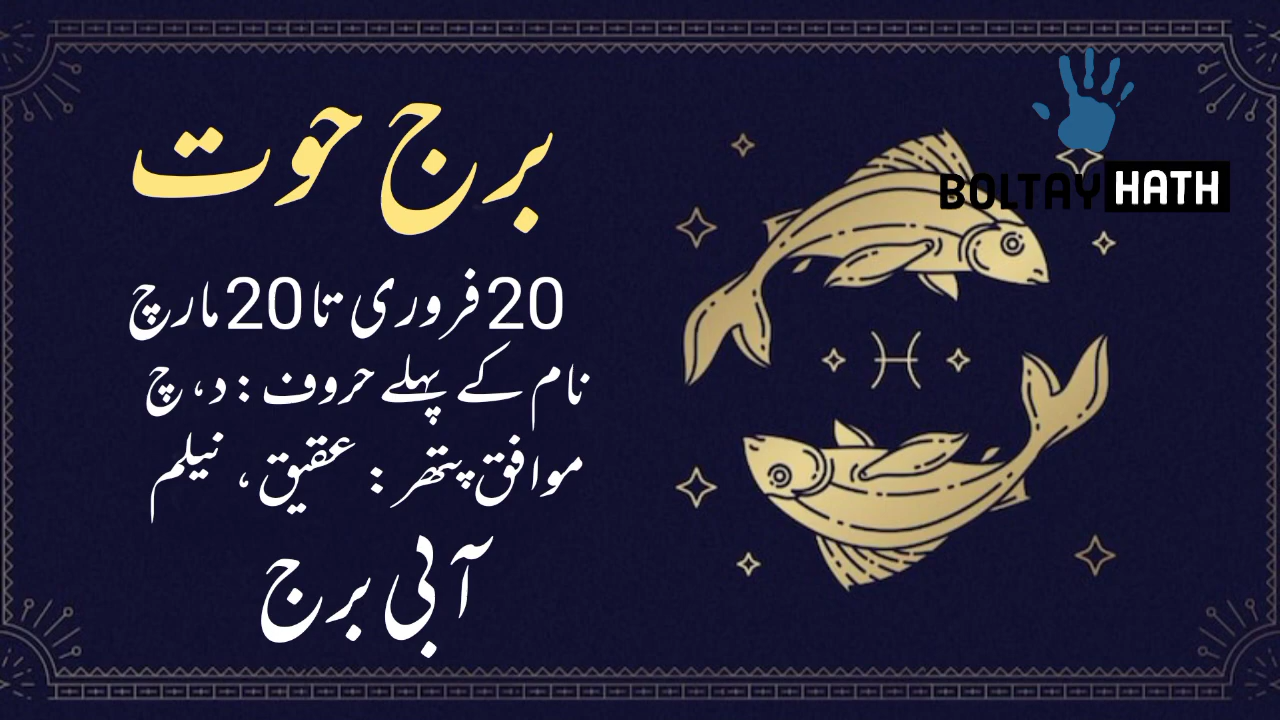 برج حوت
20 فروری تا 20 مارچ
نام کے پہلے حروف : د، چ
موافق پتھر : عقیق ، نیلم
آبی برج
BOLTAY HATH